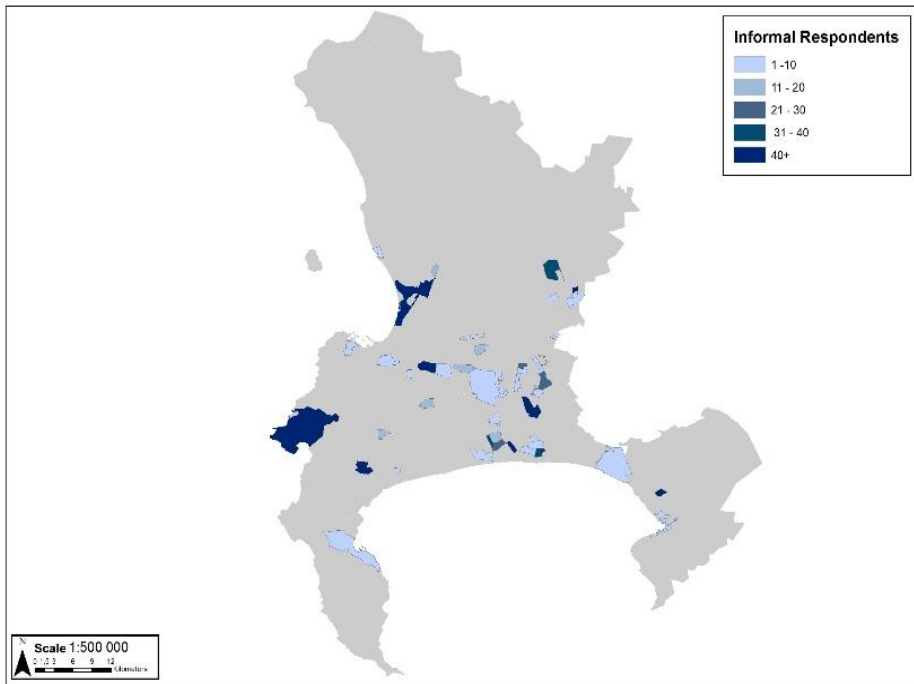 Informal Respondents
1 -10
11 - 20
21 - 30
31 - 40
40+
N
Scale 1:500 000
0 1,5 3 6 9 12
Kilometers